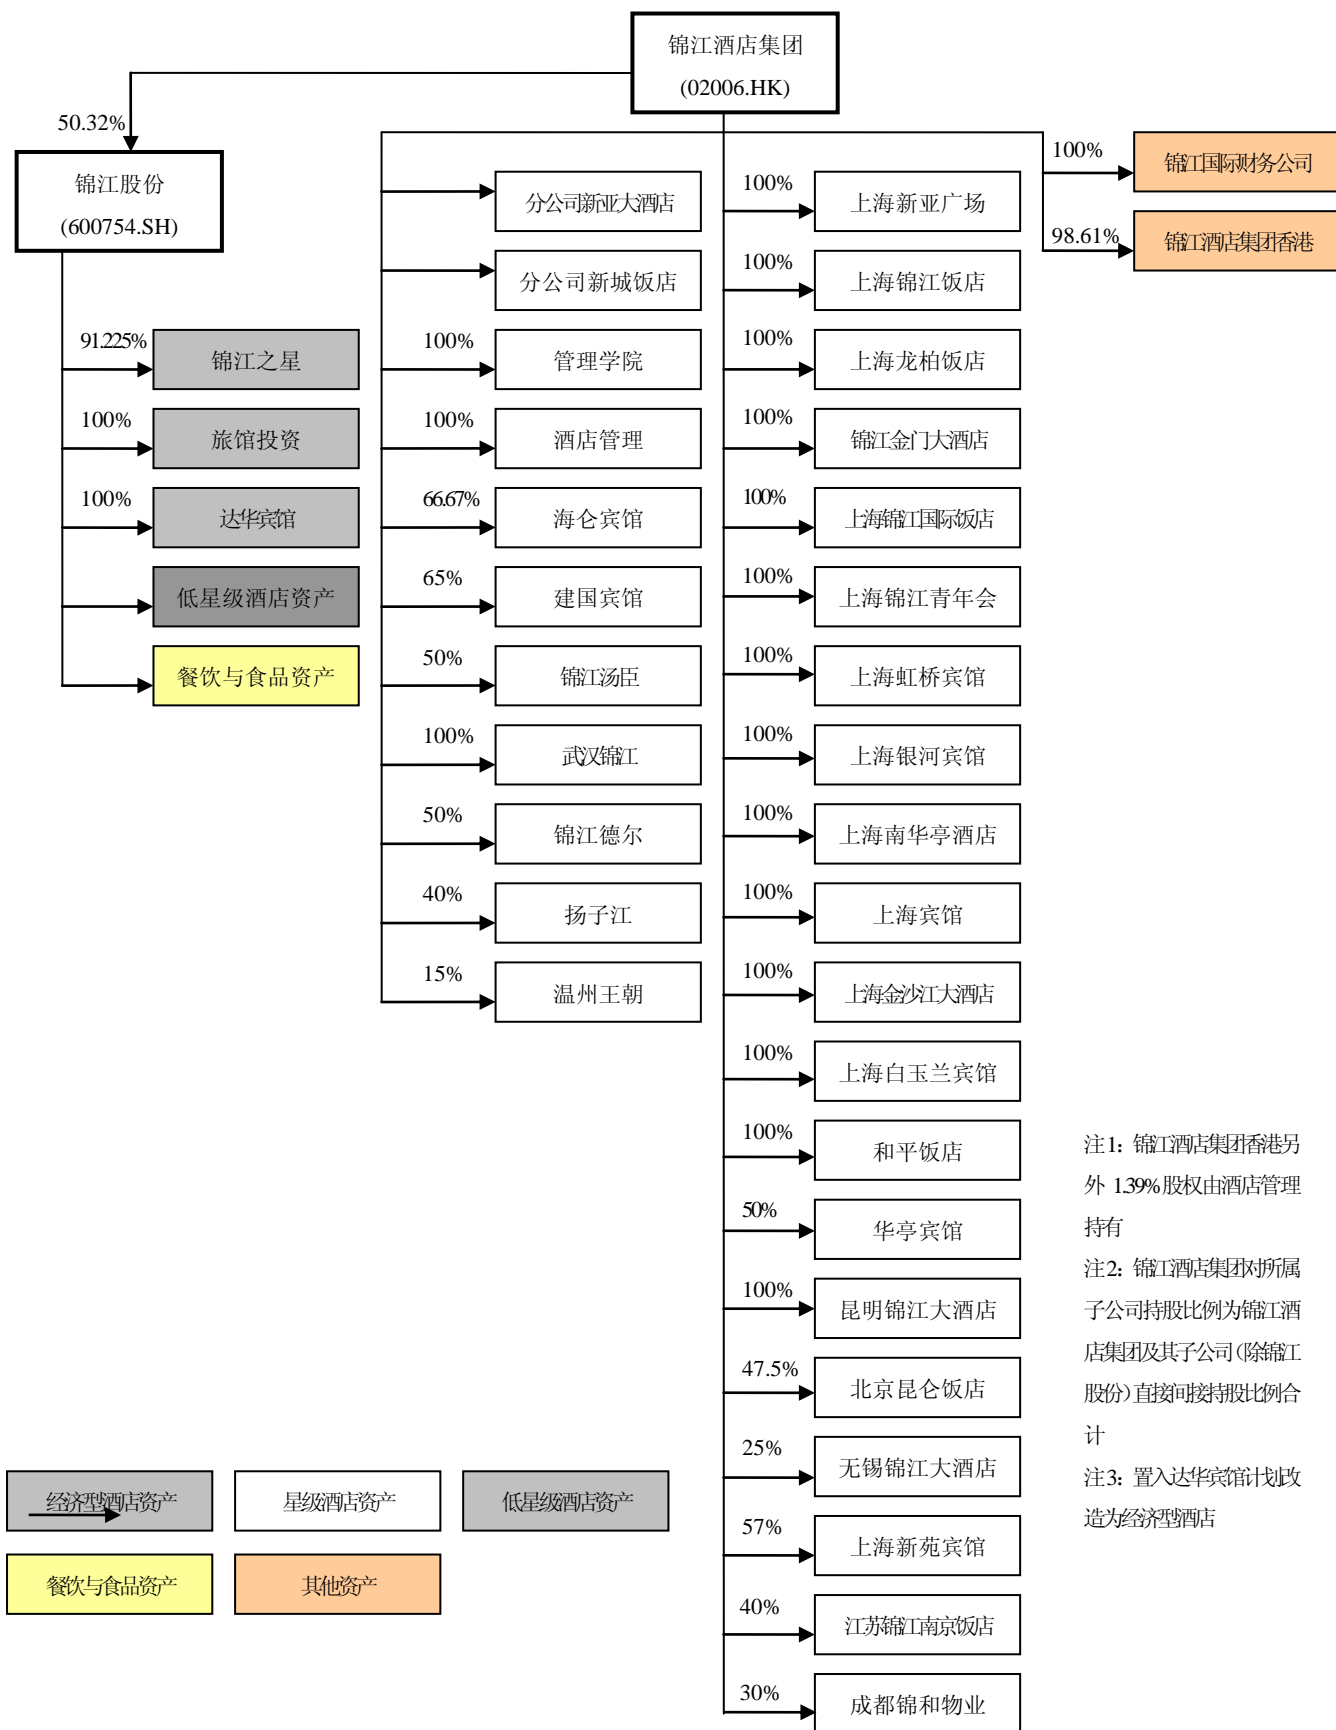 锦江酒店集团
(02006.HK)
50.32%
锦江股份
(600754.SH)
91.225%
锦江之星
100%
旅馆投资
100%
达华宾馆
低星级酒店资产
餐饮与食品资产
分公司新亚大酒店
分公司新城饭店
100%
管理学院
100%
酒店管理
66.67%
海仑宾馆
65%
建国宾馆
50%
锦江汤臣
100%
武汉锦江
50%
锦江德尔
40%
扬子江
15%
温州王朝
100%
上海新亚广场
100%
上海锦江饭店
100%
上海龙柏饭店
100%
锦江金门大酒店
100%
上海锦江国际饭店
100%
上海锦江青年会
100%
上海虹桥宾馆
100%
上海银河宾馆
100%
上海南华亭酒店
100%
上海宾馆
100%
上海金沙江大酒店
100%
上海白玉兰宾馆
100%
和平饭店
50%
华亭宾馆
100%
昆明锦江大酒店
47.5%
北京昆仑饭店
25%
无锡锦江大酒店
57%
上海新苑宾馆
40%
江苏锦江南京饭店
30%
成都锦和物业
100%
锦江国际财务公司
98.61%
锦江酒店集团香港
注1：锦江酒店集团香港另
外 1.39%股权由酒店管理
持有
注2：锦江酒店集团对所属
子公司持股比例为锦江酒
店集团及其子公司（除锦江
股份）直接间接持股比例合
计
注3：置入达华宾馆计划改
造为经济型酒店
经济型酒店资产
星级酒店资产
低星级酒店资产
餐饮与食品资产
其他资产